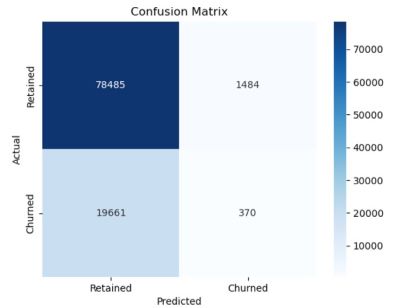 Confusion Matrix
Retained
78485
1484
Actual
Churned
19661
370
Retained
Churned
Predicted
70000
60000
50000
40000
30000
20000
10000